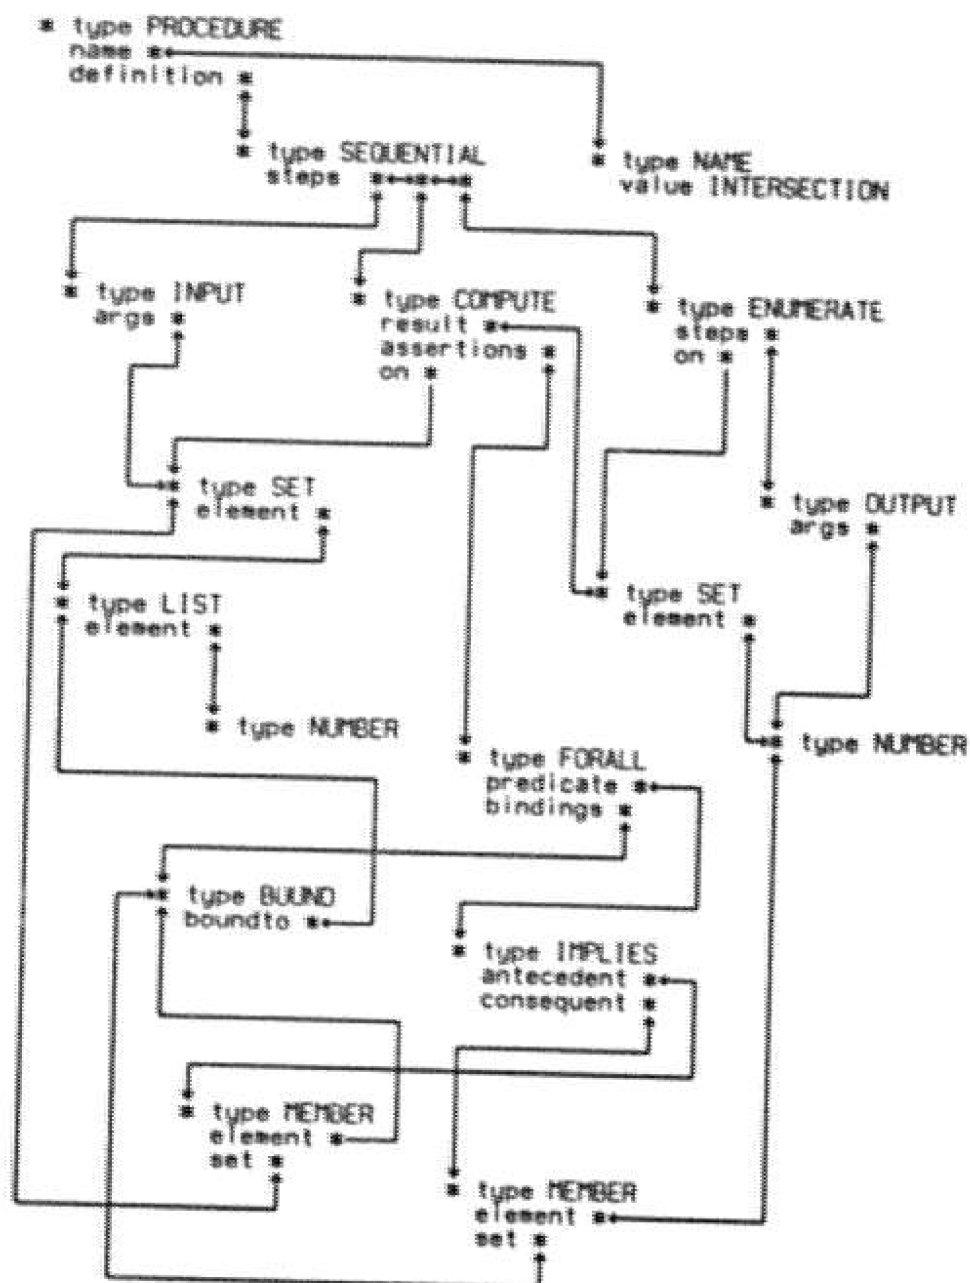 * type PROCEDURE
name *
definition *
* type SEQUENTIAL
steps * * *
* type NAME
value INTERSECTION
* type INPUT
args *
* type COMPUTE
result *
assertions *
on *
* type ENUMERATE
steps *
on *
* type SET
element *
* type OUTPUT
args *
* type LIST
element *
* type SET
element *
* type NUMBER
* type NUMBER
* type FORALL
predicate *
bindings *
* type BOUND
boundto *
* type IMPLIES
antecedent *
consequent *
* type MEMBER
element *
set *
* type MEMBER
element *
set *